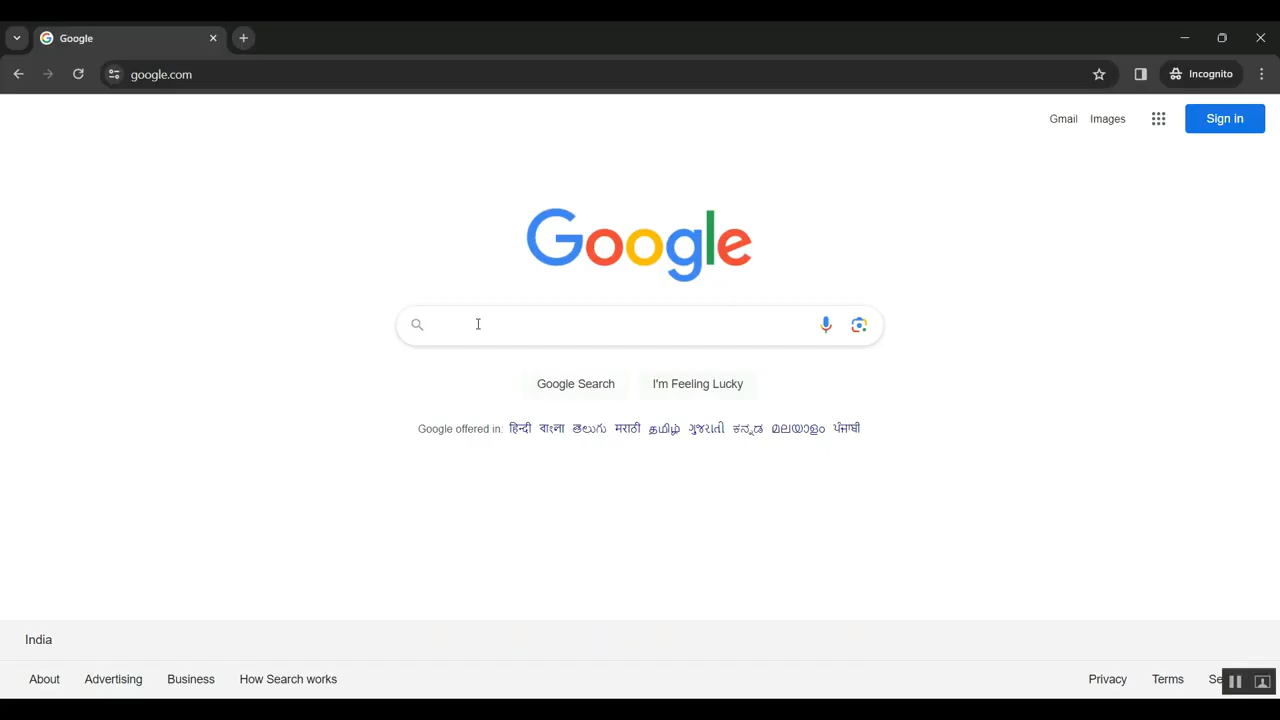 Google
google.com
Incognito
Gmail Images Sign in
Google
Google Search I'm Feeling Lucky
Google offered in: हिन्दी বাংলা తెలుగు मराठी தமிழ் ગુજરાતી ಕನ್ನಡ മലയാളം ਪੰਜਾਬੀ
India
About Advertising Business How Search works Privacy Terms Se